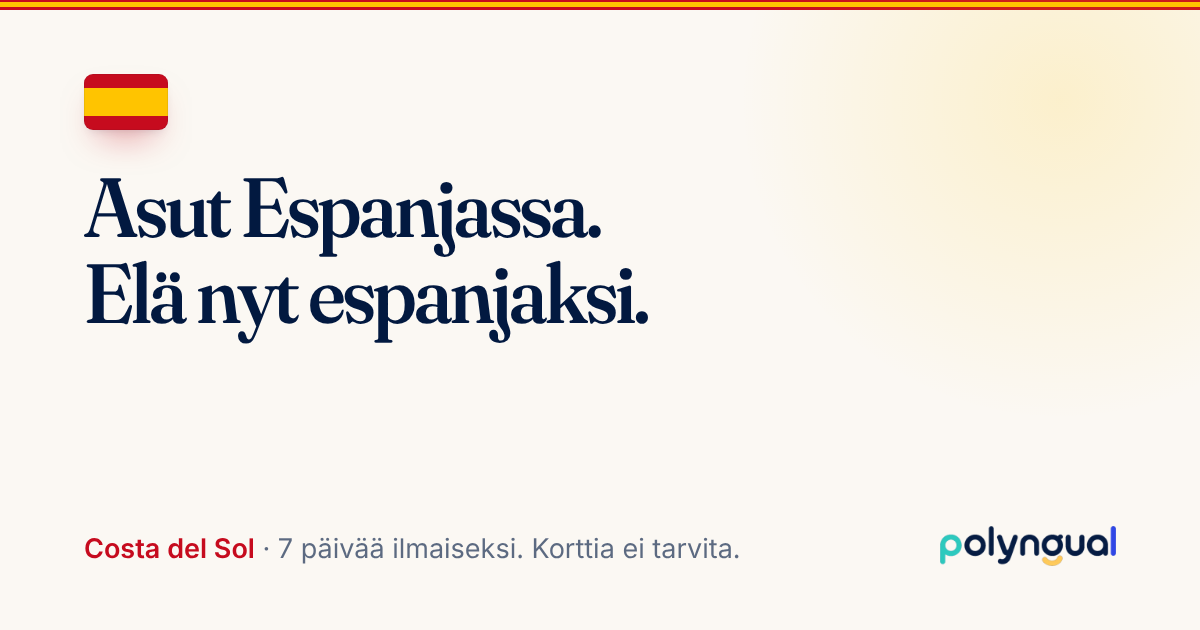 Asut Espanjassa.
Elä nyt espanjaksi.
Costa del Sol · 7 päivää ilmaiseksi. Korttia ei tarvita.
polyngual